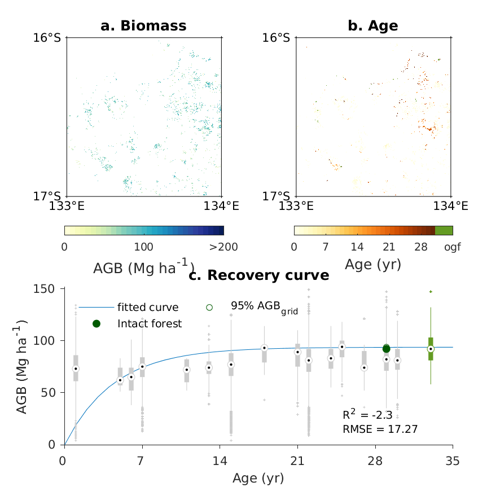 a. Biomass
b. Age
16°S
17°S
133°E
134°E
16°S
17°S
133°E
134°E
0 100 >200
AGB (Mg ha-1)
0 7 14 21 28 ogf
Age (yr)
c. Recovery curve
150
100
50
0
AGB (Mg ha-1)
fitted curve
95% AGBgrid
Intact forest
R2 = -2.3
RMSE = 17.27
0 7 14 21 28 35
Age (yr)